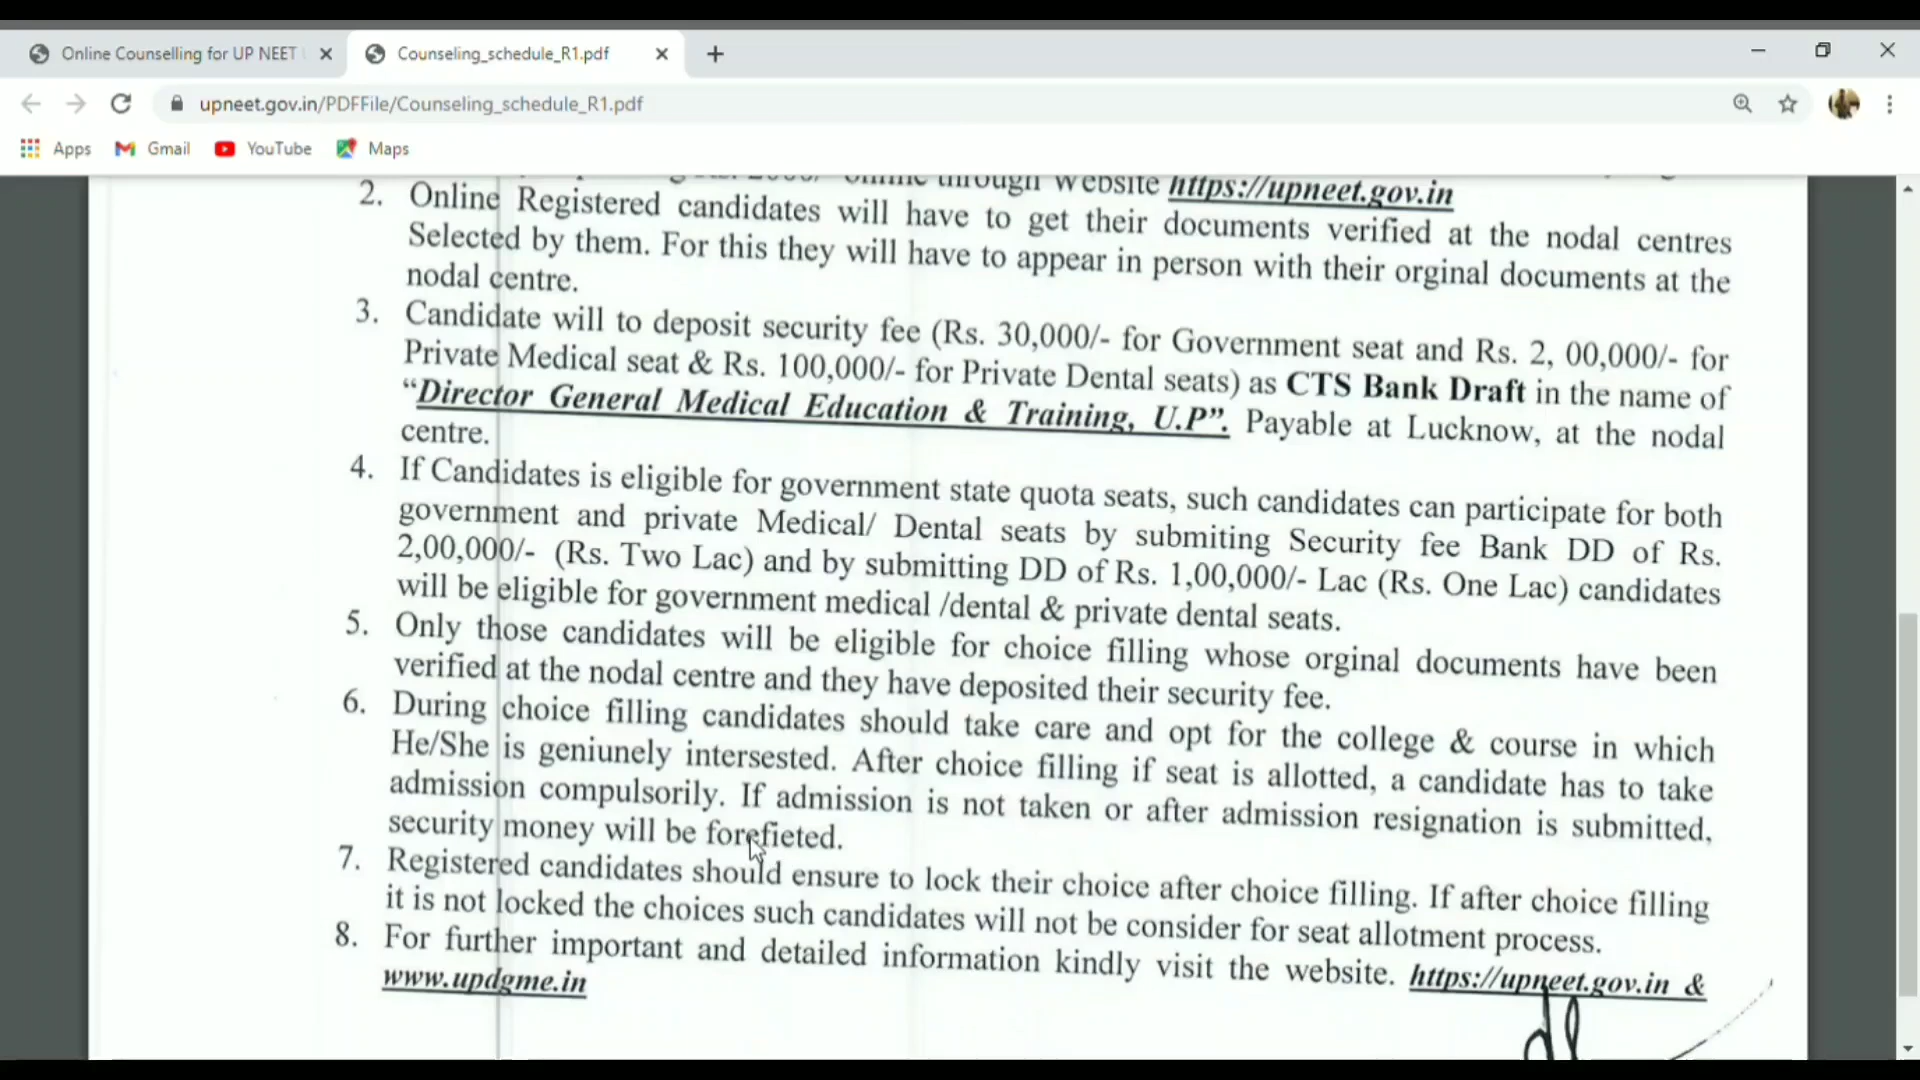 Online Counselling for UP NEET
Counseling_schedule_R1.pdf
upneet.gov.in/PDFFile/Counseling_schedule_R1.pdf
Apps Gmail YouTube Maps
online through website https://upneet.gov.in
2. Online Registered candidates will have to get their documents verified at the nodal centres
Selected by them. For this they will have to appear in person with their orginal documents at the
nodal centre.
3. Candidate will to deposit security fee (Rs. 30,000/- for Government seat and Rs. 2, 00,000/- for
Private Medical seat & Rs. 100,000/- for Private Dental seats) as CTS Bank Draft in the name of
“Director General Medical Education & Training, U.P”. Payable at Lucknow, at the nodal
centre.
4. If Candidates is eligible for government state quota seats, such candidates can participate for both
government and private Medical/ Dental seats by submiting Security fee Bank DD of Rs.
2,00,000/- (Rs. Two Lac) and by submitting DD of Rs. 1,00,000/- Lac (Rs. One Lac) candidates
will be eligible for government medical /dental & private dental seats.
5. Only those candidates will be eligible for choice filling whose orginal documents have been
verified at the nodal centre and they have deposited their security fee.
6. During choice filling candidates should take care and opt for the college & course in which
He/She is geniunely intersested. After choice filling if seat is allotted, a candidate has to take
admission compulsorily. If admission is not taken or after admission resignation is submitted,
security money will be forefieted.
7. Registered candidates should ensure to lock their choice after choice filling. If after choice filling
it is not locked the choices such candidates will not be consider for seat allotment process.
8. For further important and detailed information kindly visit the website. https://upneet.gov.in &
www.updgme.in